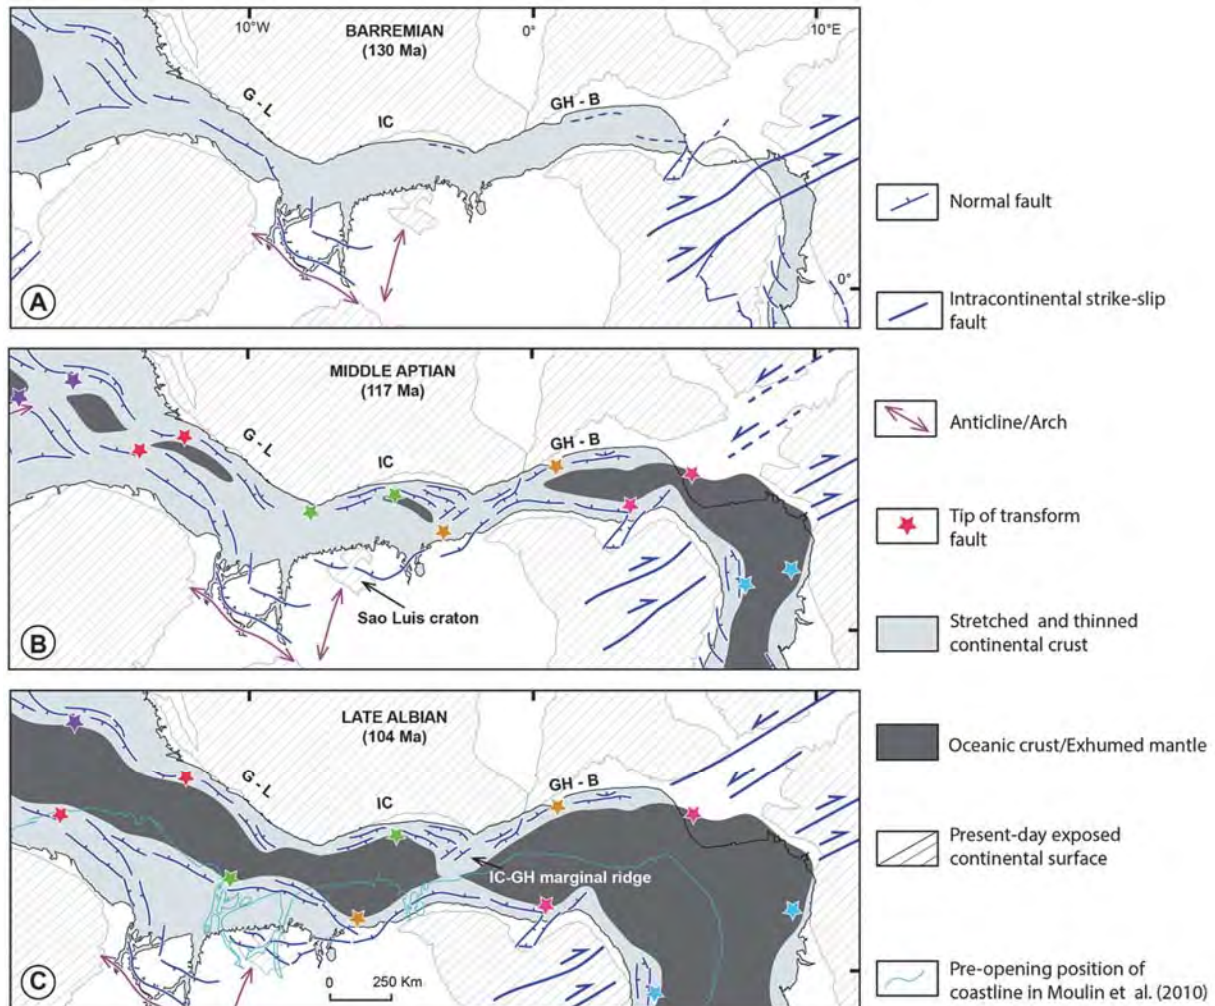 10°W
0°
10°E
BARREMIAN
(130 Ma)
G - L
IC
GH - B
0°
A
MIDDLE APTIAN
(117 Ma)
G - L
IC
GH - B
Sao Luis craton
B
LATE ALBIAN
(104 Ma)
G - L
IC
GH - B
IC-GH marginal ridge
0 250 Km
C
Normal fault
Intracontinental strike-slip
fault
Anticline/Arch
Tip of transform
fault
Stretched and thinned
continental crust
Oceanic crust/Exhumed mantle
Present-day exposed
continental surface
Pre-opening position of
coastline in Moulin et al. (2010)